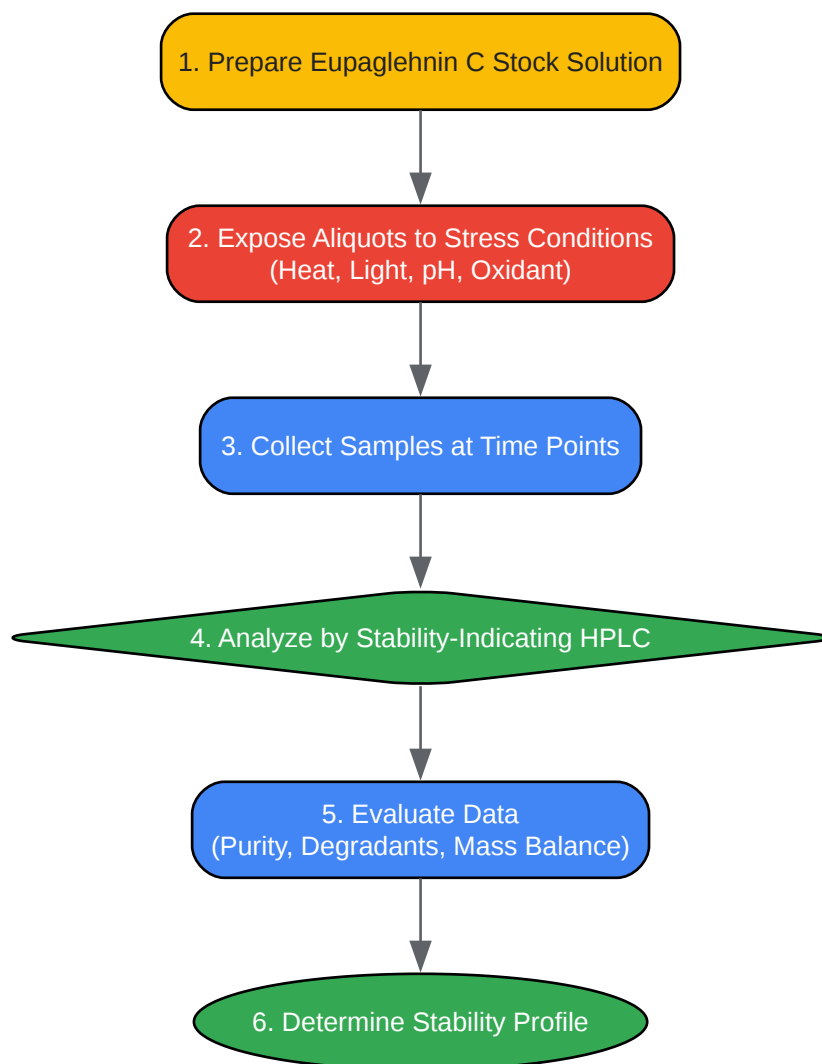 1. Prepare Eupaglehnin C Stock Solution
2. Expose Aliquots to Stress Conditions
(Heat, Light, pH, Oxidant)
3. Collect Samples at Time Points
4. Analyze by Stability-Indicating HPLC
5. Evaluate Data
(Purity, Degradants, Mass Balance)
6. Determine Stability Profile